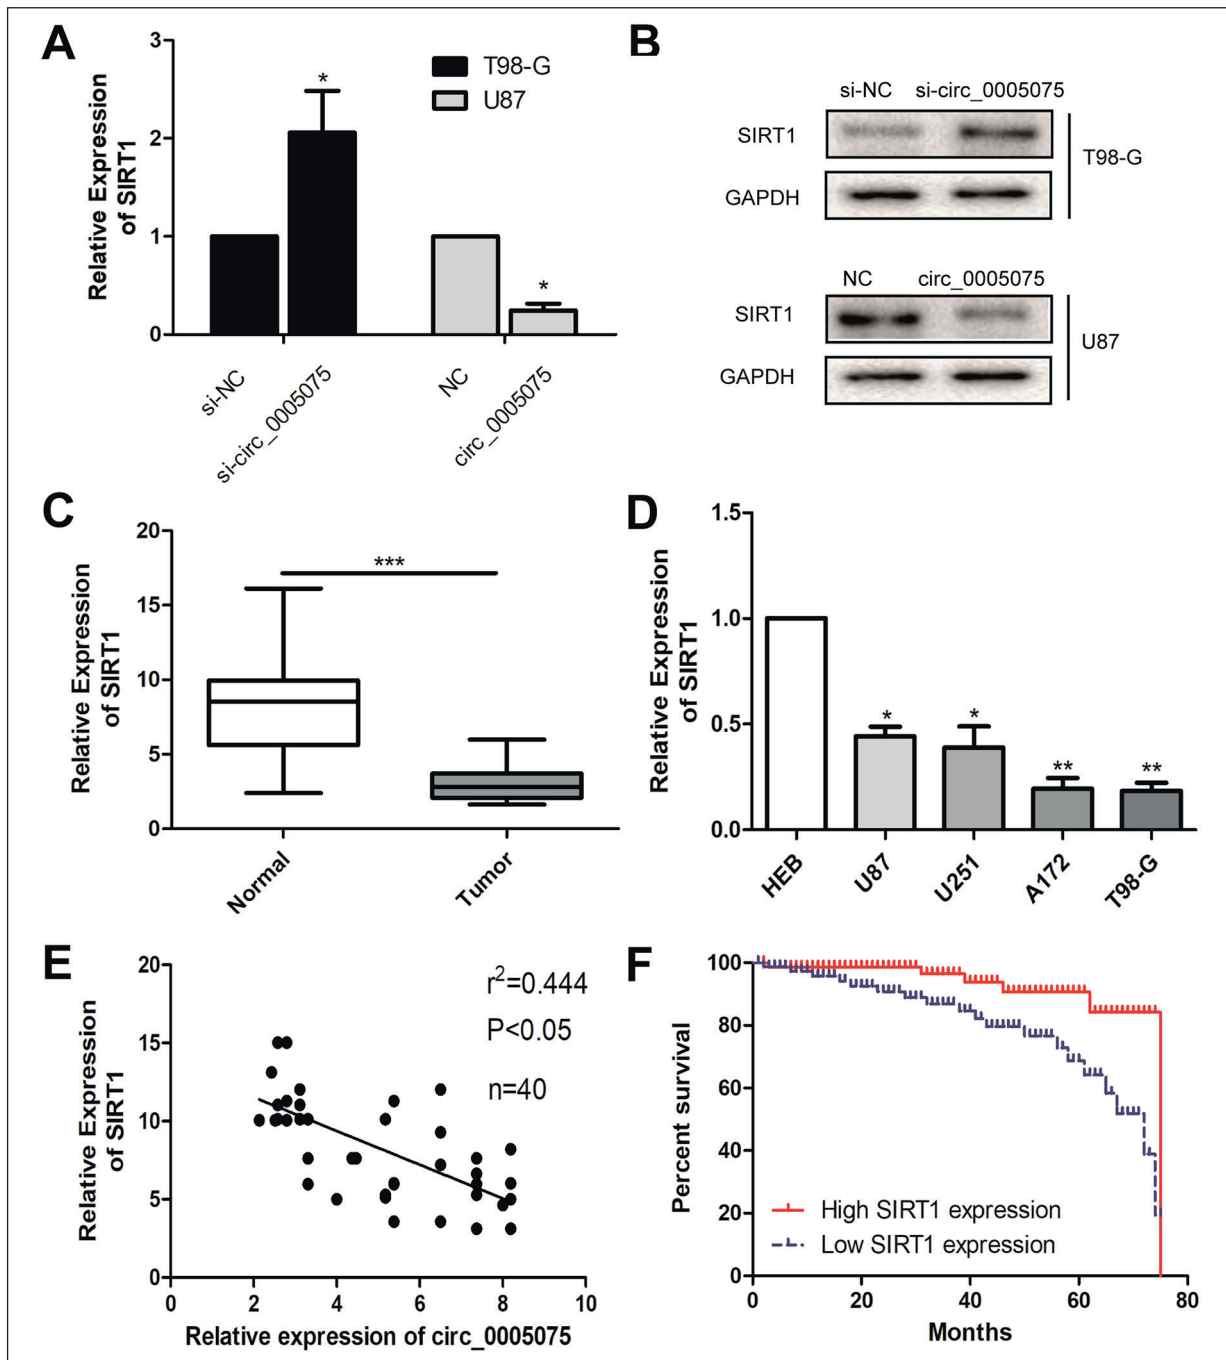 A
Relative Expression
of SIRT1
3
2
1
0
T98-G
U87
*
*
si-NC
si-circ_0005075
NC
circ_0005075
B
si-NC si-circ_0005075
SIRT1
GAPDH
T98-G
NC circ_0005075
SIRT1
GAPDH
U87
C
Relative Expression
of SIRT1
20
15
10
5
0
***
Normal
Tumor
D
Relative Expression
of SIRT1
1.5
1.0
0.5
0.0
*
*
**
**
HEB
U87
U251
A172
T98-G
E
Relative Expression
of SIRT1
20
15
10
5
0
r²=0.444
P<0.05
n=40
0 2 4 6 8 10
Relative expression of circ_0005075
F
Percent survival
100
80
60
40
20
0
High SIRT1 expression
Low SIRT1 expression
0 20 40 60 80
Months